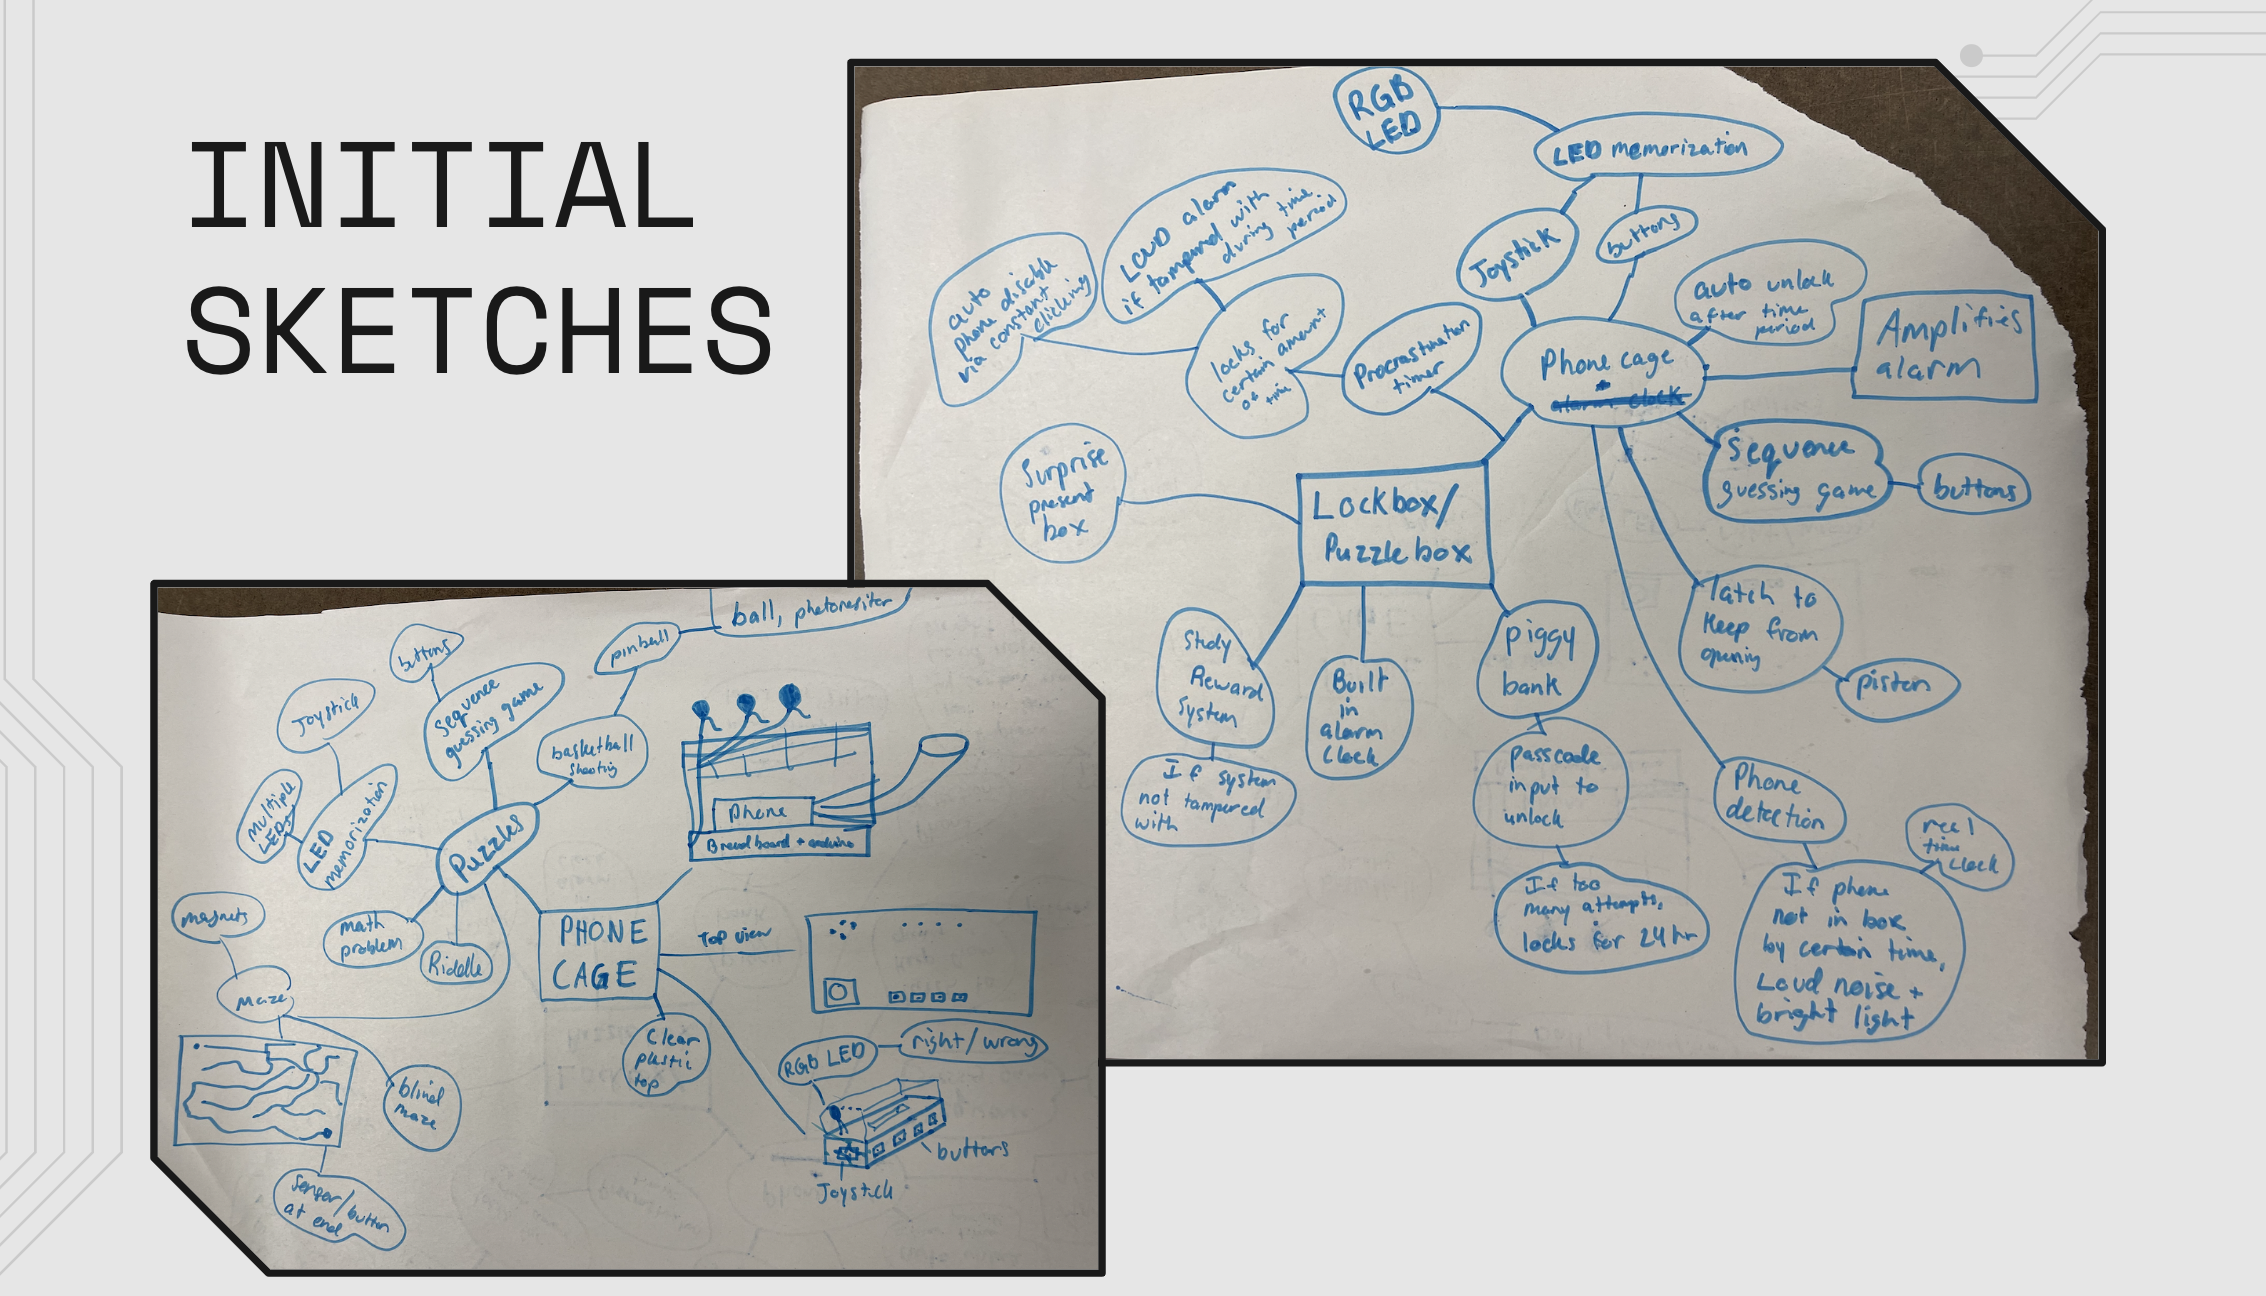 INITIAL
SKETCHES
RGB
LED
LED memorization
Joystick
buttons
LOUD alarm
if tampered with
during time
period
auto
phone disable
via constant
clicking
locks for
certain amount
of time
Procrastination
timer
Phone cage
+
alarm clock
auto unlock
after time
period
Amplifies
alarm
Sequence
guessing game
buttons
Surprise
present
box
Lockbox/
Puzzle box
latch to
keep from
opening
piston
Study
Reward
System
If system
not tampered
with
Built
in
alarm
clock
piggy
bank
passcode
input to
unlock
If too
many attempts,
locks for 24 hr
Phone
detection
real
time
clock
If phone
not in box
by certain time,
Loud noise +
bright light
ball, photoresitor
pinball
buttons
Joystick
Sequence
guessing game
basketball
shooting
Multiple
LEDs
LED
memorization
Puzzles
Phone
Breadboard + arduino
magnets
math
problem
Riddle
PHONE
CAGE
Top view
maze
Clear
plastic
top
RGB LED
right/wrong
blind
maze
buttons
Joystick
Sensor/button
at end